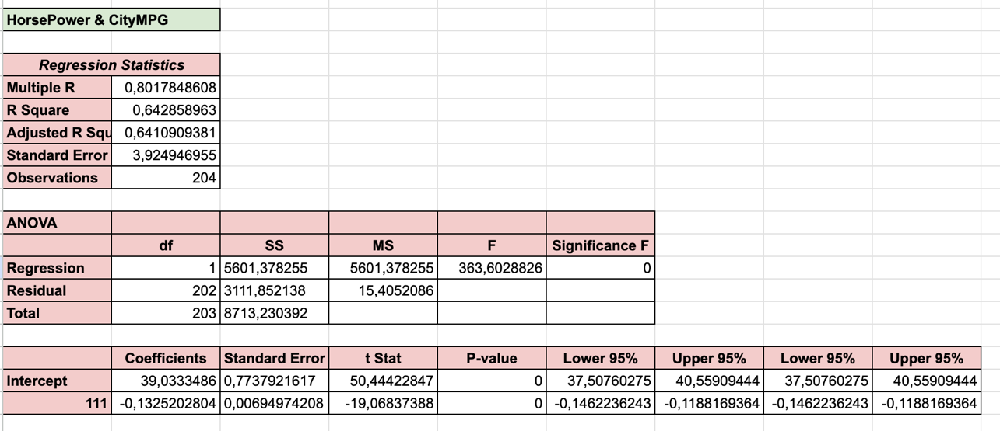 HorsePower & CityMPG
Regression Statistics
Multiple R 0,8017848608
R Square 0,642858963
Adjusted R Squ 0,6410909381
Standard Error 3,924946955
Observations 204
ANOVA
df SS MS F Significance F
Regression 1 5601,378255 5601,378255 363,6028826 0
Residual 202 3111,852138 15,4052086
Total 203 8713,230392
Coefficients Standard Error t Stat P-value Lower 95% Upper 95% Lower 95% Upper 95%
Intercept 39,0333486 0,7737921617 50,44422847 0 37,50760275 40,55909444 37,50760275 40,55909444
111 -0,1325202804 0,00694974208 -19,06837388 0 -0,1462236243 -0,1188169364 -0,1462236243 -0,1188169364